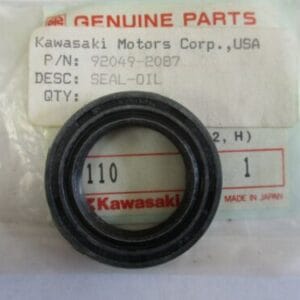 GENUINE PARTS
Kawasaki Motors Corp.,USA
P/N: 92049-2087
DESC: SEAL-OIL
QTY:
2, H)
110 1
Kawasaki MADE IN JAPAN